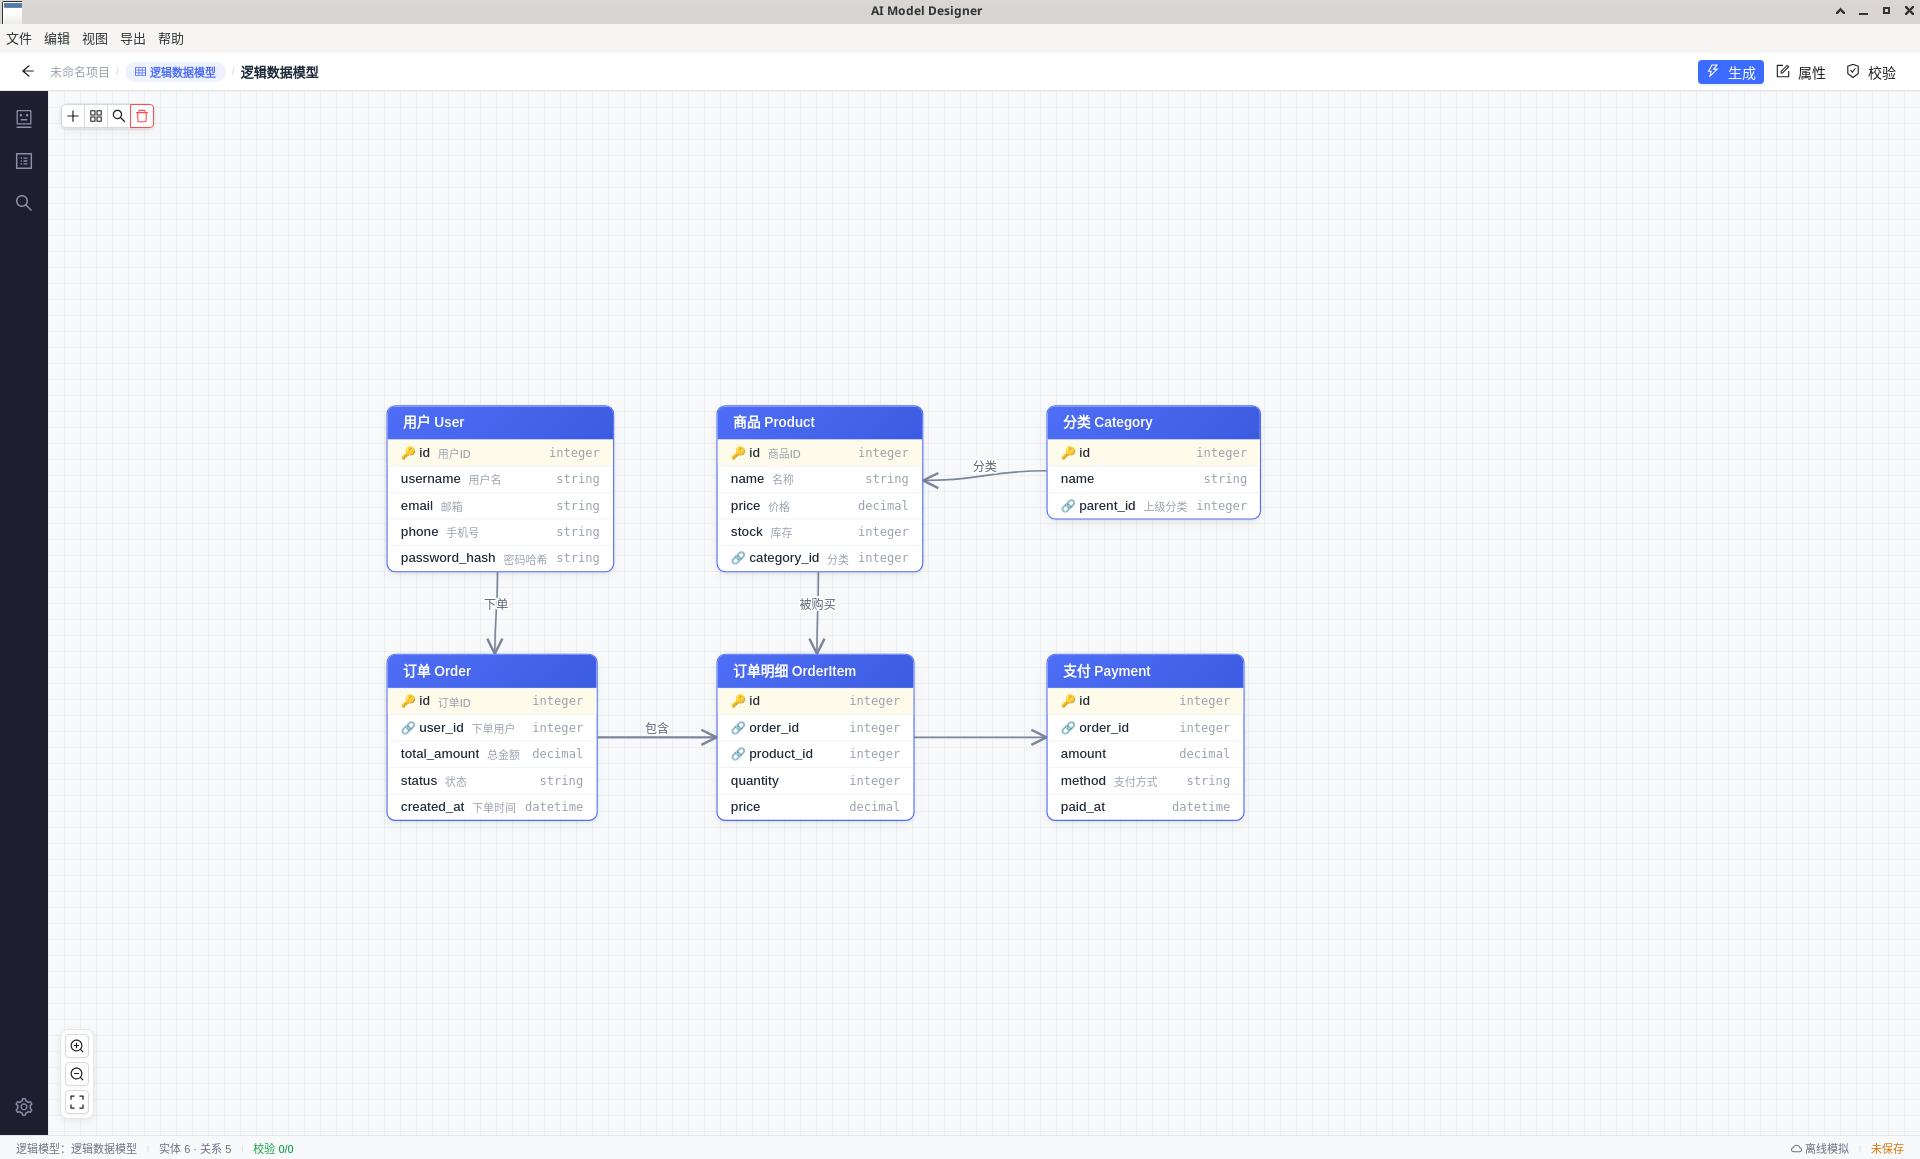 AI Model Designer
文件 编辑 视图 导出 帮助
未命名项目 / 逻辑数据模型 / 逻辑数据模型
生成 属性 校验
用户 User
id 用户ID integer
username 用户名 string
email 邮箱 string
phone 手机号 string
password_hash 密码哈希 string
商品 Product
id 商品ID integer
name 名称 string
price 价格 decimal
stock 库存 integer
category_id 分类 integer
分类
分类 Category
id integer
name string
parent_id 上级分类 integer
下单
被购买
订单 Order
id 订单ID integer
user_id 下单用户 integer
total_amount 总金额 decimal
status 状态 string
created_at 下单时间 datetime
包含
订单明细 OrderItem
id integer
order_id integer
product_id integer
quantity integer
price decimal
支付 Payment
id integer
order_id integer
amount decimal
method 支付方式 string
paid_at datetime
逻辑模型：逻辑数据模型 实体 6 · 关系 5 校验 0/0
离线模拟 未保存